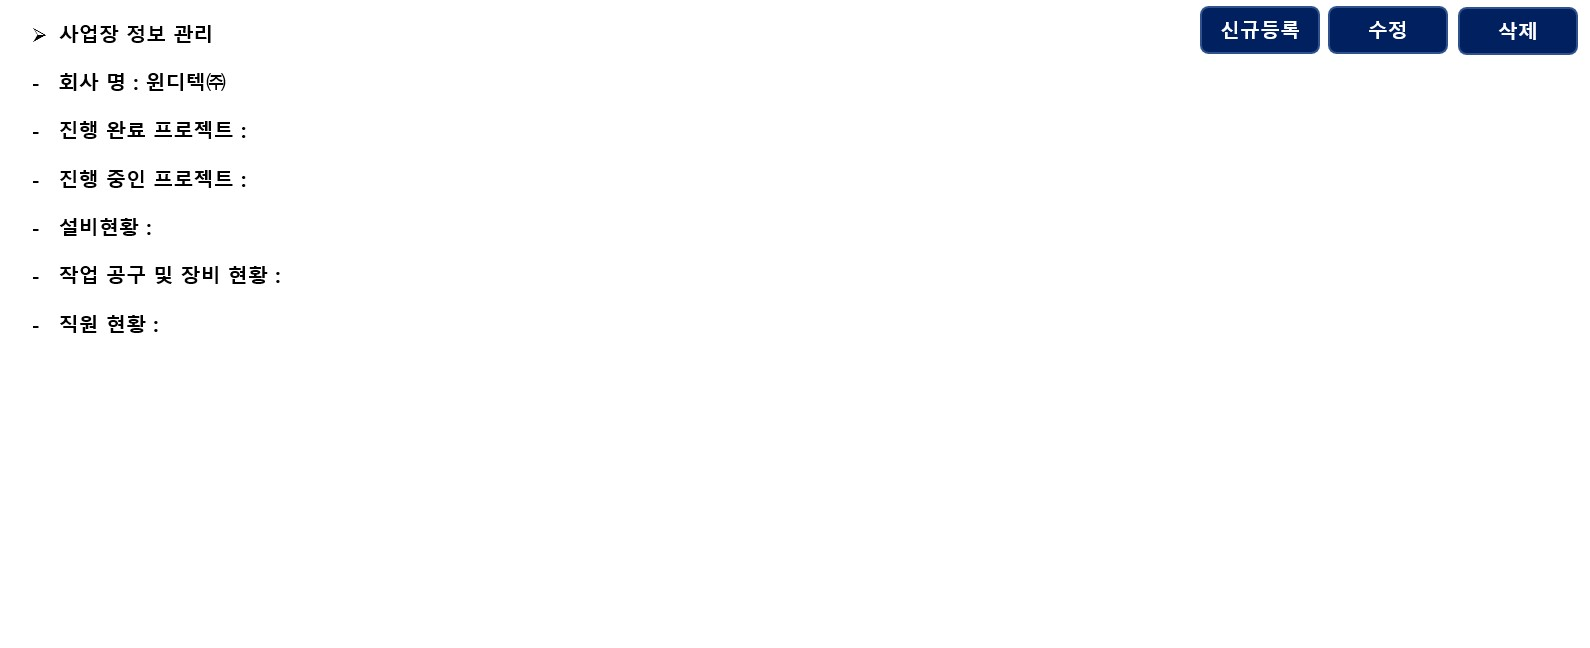 ➢ 사업장 정보 관리
신규등록 수정 삭제
- 회사 명 : 윈디텍㈜
- 진행 완료 프로젝트 :
- 진행 중인 프로젝트 :
- 설비현황 :
- 작업 공구 및 장비 현황 :
- 직원 현황 :